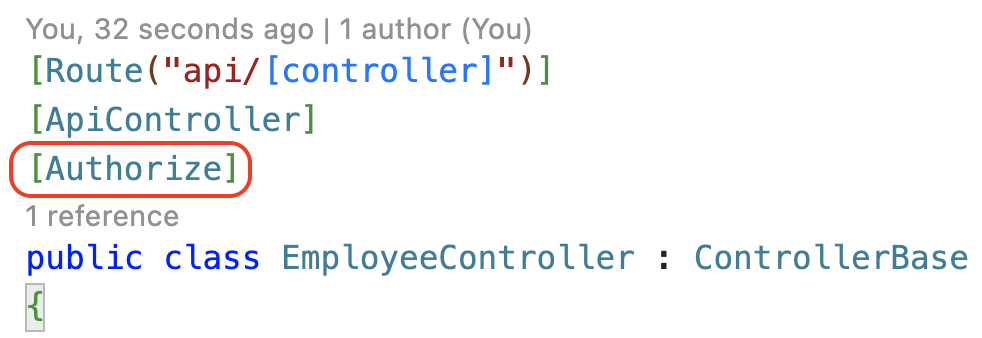 You, 32 seconds ago | 1 author (You)
[Route("api/[controller]")]
[ApiController]
[Authorize]
1 reference
public class EmployeeController : ControllerBase
{